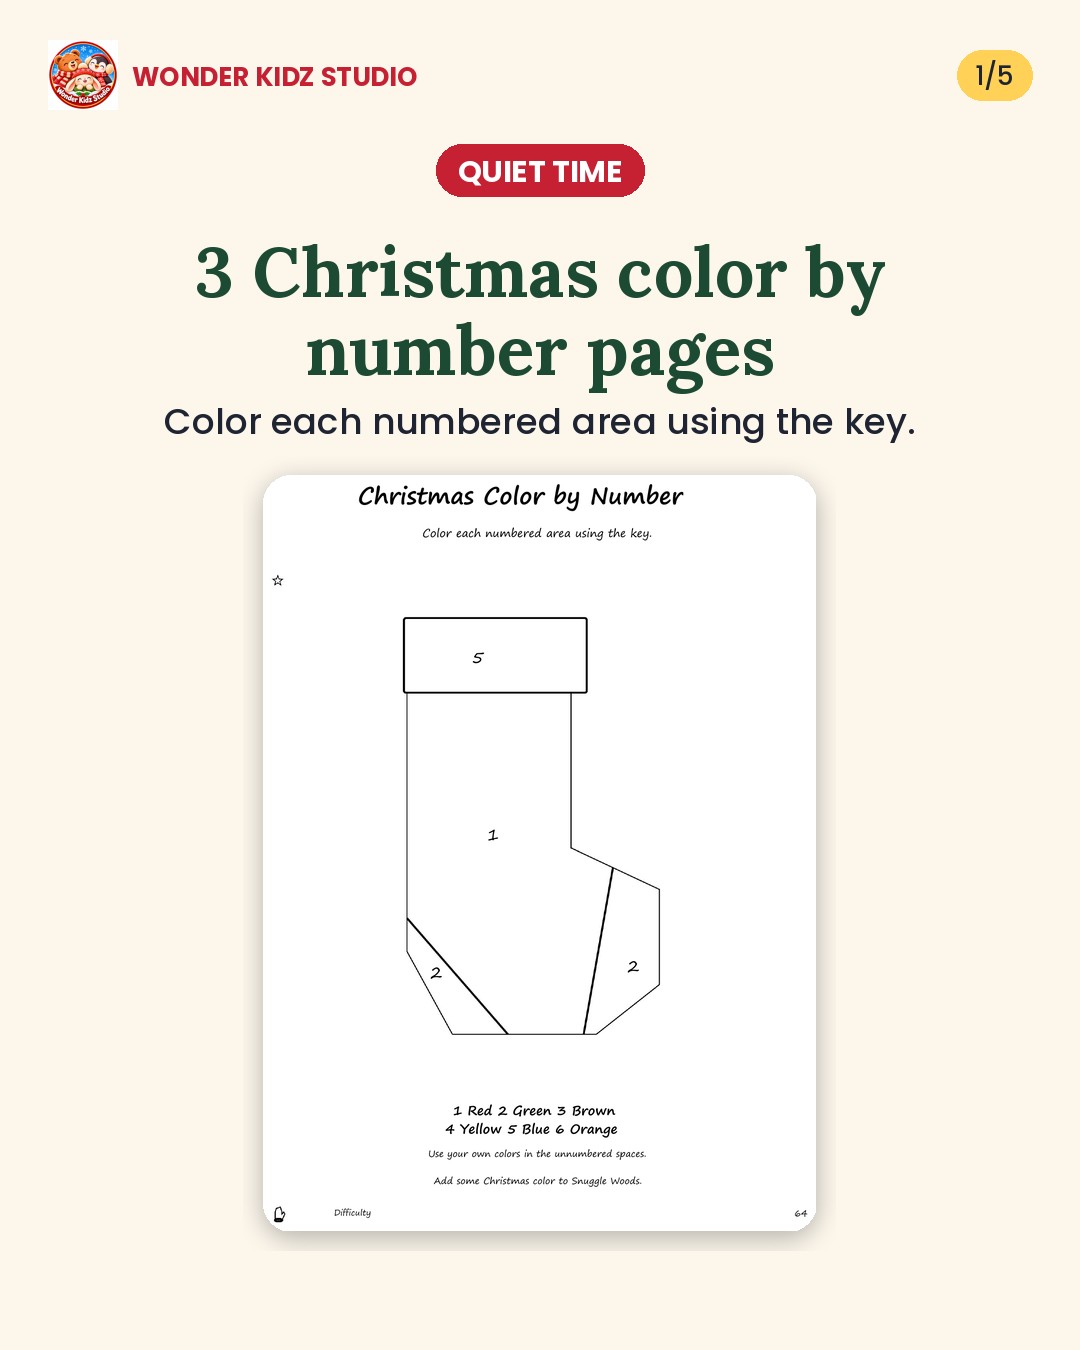 Wonder Kidz Studio
WONDER KIDZ STUDIO
1/5
QUIET TIME
3 Christmas color by
number pages
Color each numbered area using the key.
Christmas Color by Number
Color each numbered area using the key.
5
1
2
2
1 Red 2 Green 3 Brown
4 Yellow 5 Blue 6 Orange
Use your own colors in the unnumbered spaces.
Add some Christmas color to Snuggle Woods.
Difficulty
64